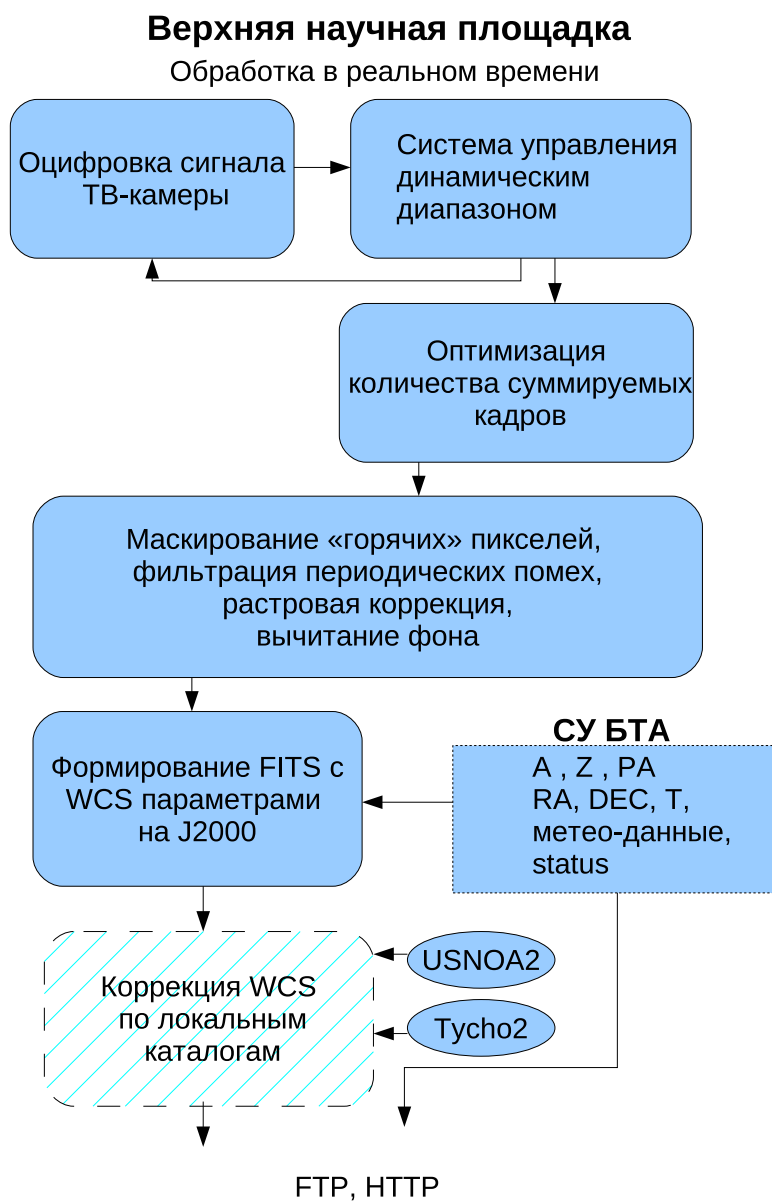 Верхняя научная площадка
Обработка в реальном времени
Оцифровка сигнала
ТВ-камеры
Система управления
динамическим
диапазоном
Оптимизация
количества суммируемых
кадров
Маскирование «горячих» пикселей,
фильтрация периодических помех,
растровая коррекция,
вычитание фона
Формирование FITS с
WCS параметрами
на J2000
СУ БТА
A , Z , PA
RA, DEC, T,
метео-данные,
status
Коррекция WCS
по локальным
каталогам
USNOA2
Tycho2
FTP, HTTP